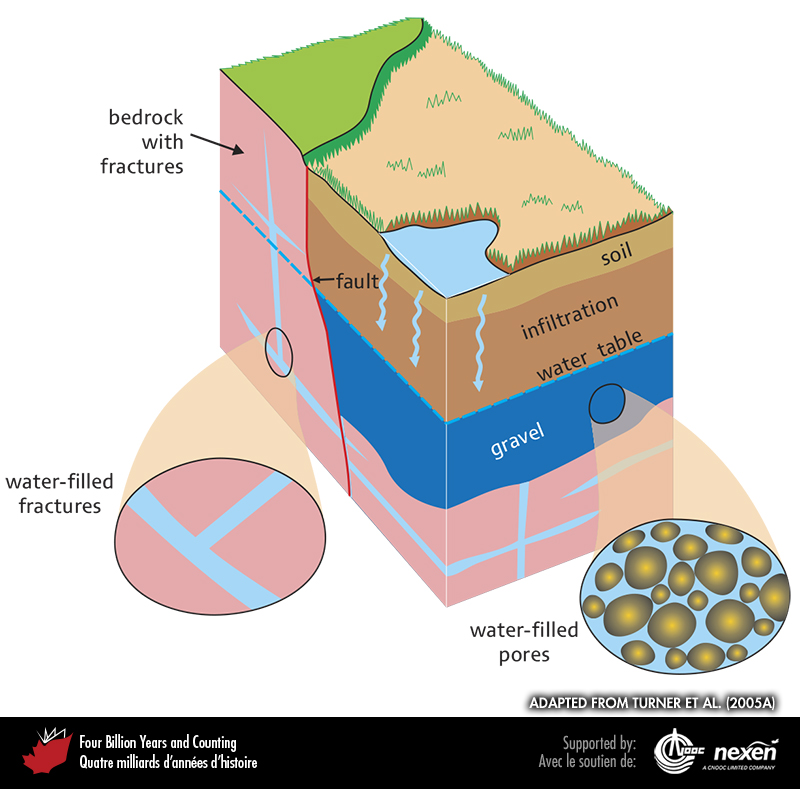 bedrock
with
fractures
fault
soil
infiltration
water table
gravel
water-filled
fractures
water-filled
pores
ADAPTED FROM TURNER ET AL. (2005A)
Four Billion Years and Counting
Quatre milliards d'années d'histoire
Supported by:
Avec le soutien de:
CNOOC
nexen
A CNOOC LIMITED COMPANY